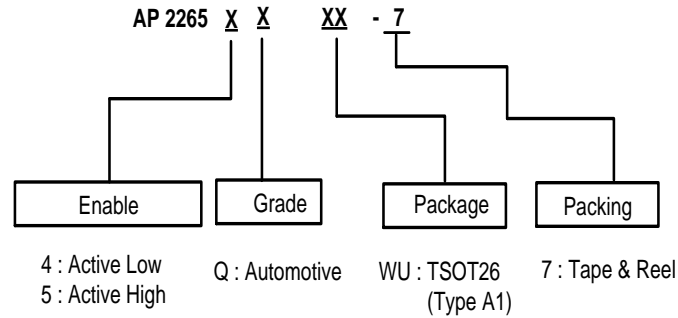 AP 2265 X X XX - 7
Enable
Grade
Package
Packing
4 : Active Low
5 : Active High
Q : Automotive
WU : TSOT26
(Type A1)
7 : Tape & Reel